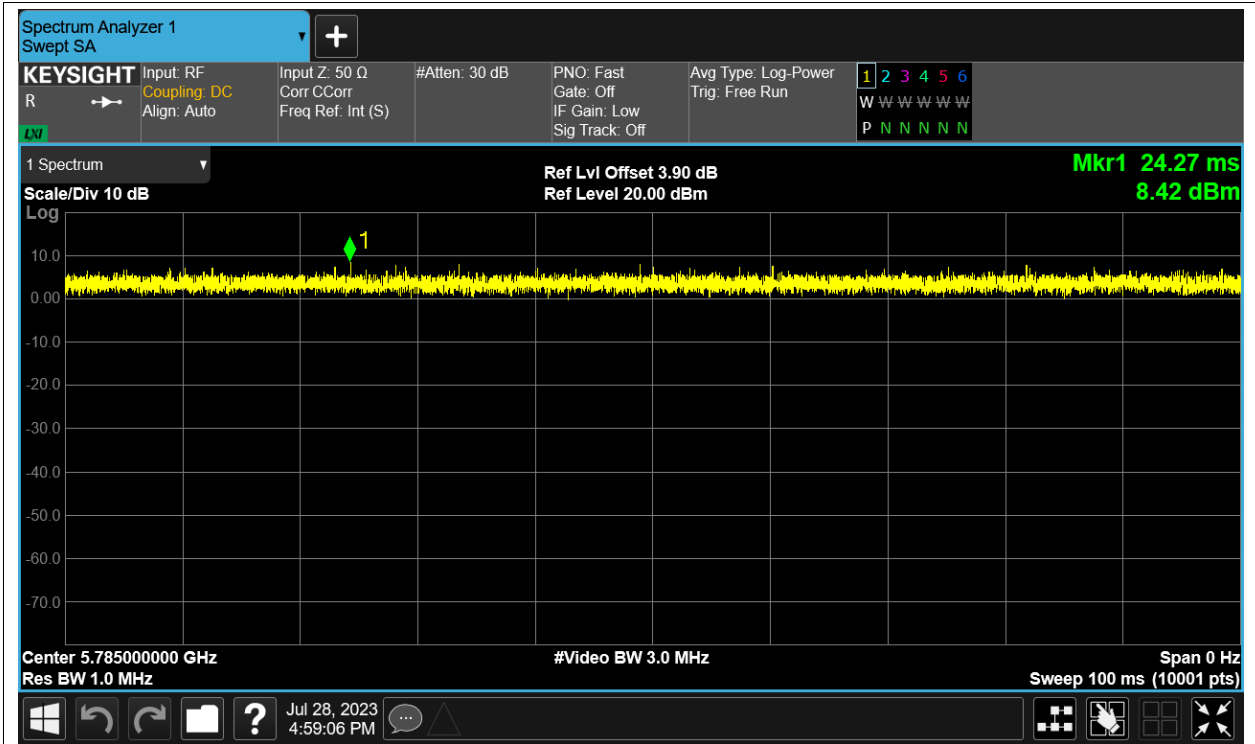 Spectrum Analyzer 1
Swept SA
+
KEYSIGHT
R
LXI
Input: RF
Coupling: DC
Align: Auto
Input Z: 50 Ω
Corr CCorr
Freq Ref: Int (S)
#Atten: 30 dB
PNO: Fast
Gate: Off
IF Gain: Low
Sig Track: Off
Avg Type: Log-Power
Trig: Free Run
1 2 3 4 5 6
W W W W W W
P N N N N N
1 Spectrum
Scale/Div 10 dB
Log
Ref Lvl Offset 3.90 dB
Ref Level 20.00 dBm
Mkr1 24.27 ms
8.42 dBm
1
10.0
0.00
-10.0
-20.0
-30.0
-40.0
-50.0
-60.0
-70.0
Center 5.785000000 GHz
Res BW 1.0 MHz
#Video BW 3.0 MHz
Span 0 Hz
Sweep 100 ms (10001 pts)
?
Jul 28, 2023
4:59:06 PM